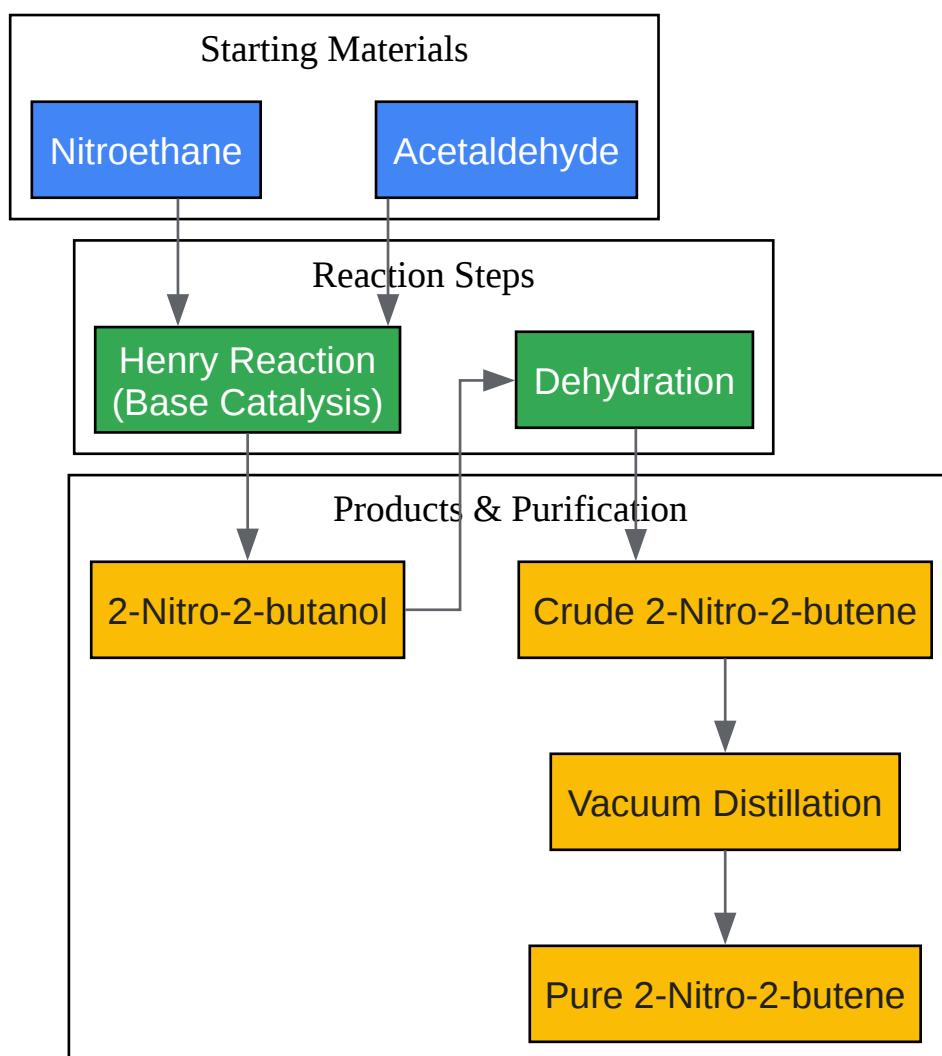 Starting Materials
Nitroethane
Acetaldehyde
Reaction Steps
Henry Reaction
(Base Catalysis)
Dehydration
Products & Purification
2-Nitro-2-butanol
Crude 2-Nitro-2-butene
Vacuum Distillation
Pure 2-Nitro-2-butene